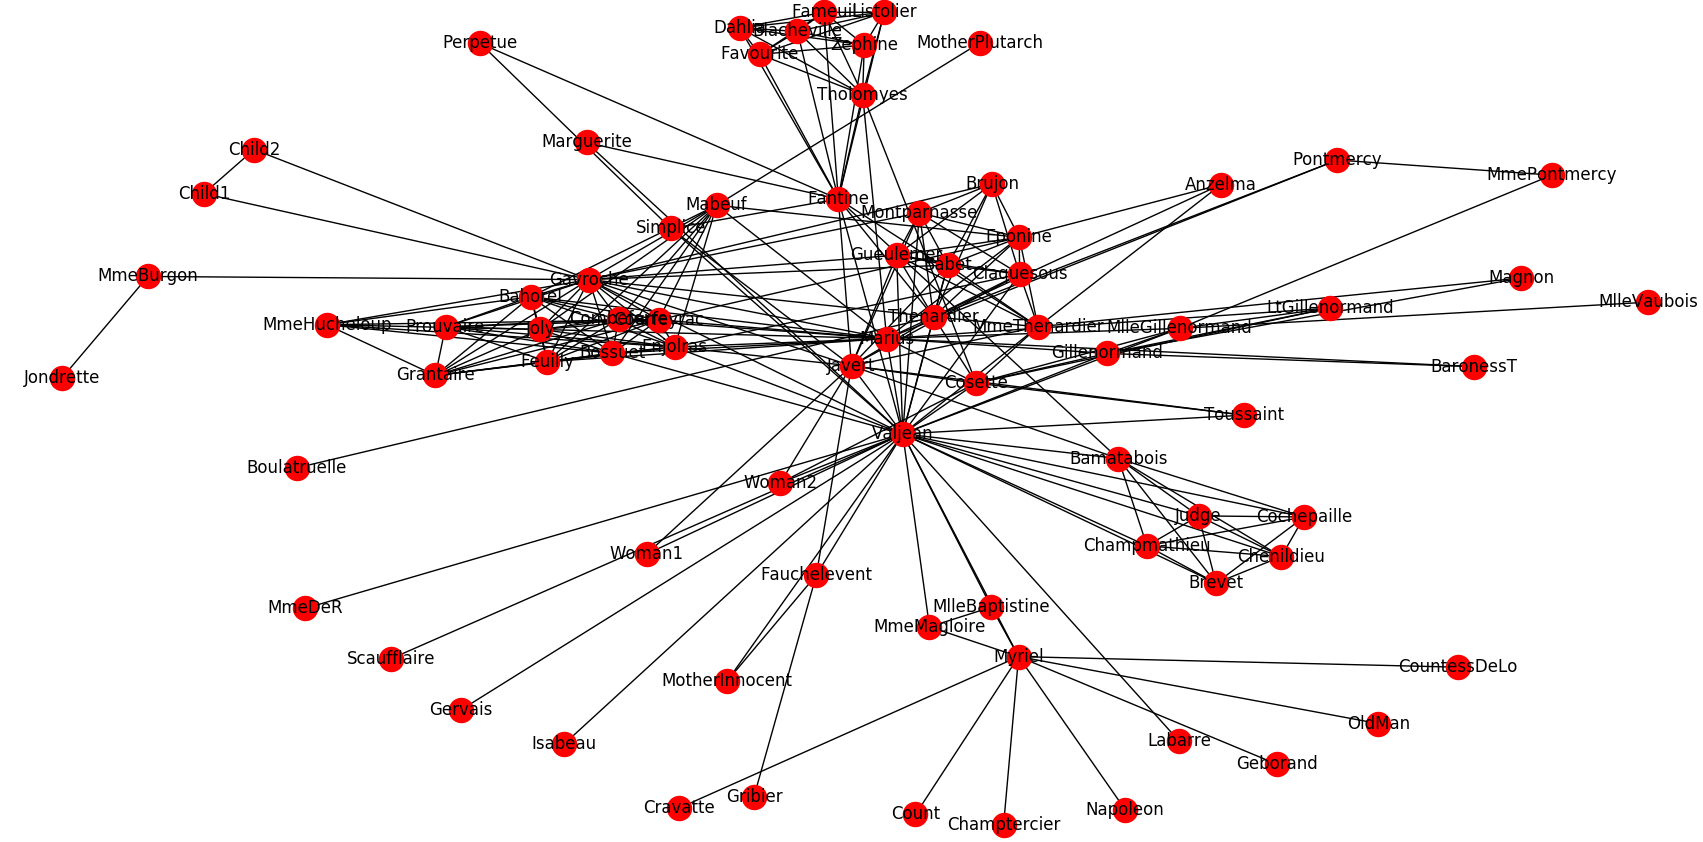 Fameuil
Listolier
Dahlia
Blacheville
Perpetue
Zephine
MotherPlutarch
Favourite
Tholomyes
Marguerite
Child2
Pontmercy
MmePontmercy
Child1
Brujon
Anzelma
Fantine
Mabeuf
Montparnasse
Simplice
Eponine
Gueulemer
Babet
Claquesous
MmeBurgon
Gavroche
Magnon
Bahorel
MlleVaubois
LtGillenormand
Thenardier
MmeHucheloup
Prouvaire
Joly
Combeferre
Courfeyrac
MmeThenardier
MlleGillenormand
Marius
Enjolras
Bossuet
Gillenormand
Feuilly
Javert
BaronessT
Grantaire
Jondrette
Cosette
Toussaint
Valjean
Bamatabois
Boulatruelle
Woman2
Judge
Cochepaille
Champmathieu
Woman1
Chenildieu
Fauchelevent
Brevet
MmeDeR
MlleBaptistine
MmeMagloire
Myriel
Scaufflaire
CountessDeLo
MotherInnocent
Gervais
OldMan
Isabeau
Labarre
Geborand
Gribier
Cravatte
Count
Napoleon
Champtercier